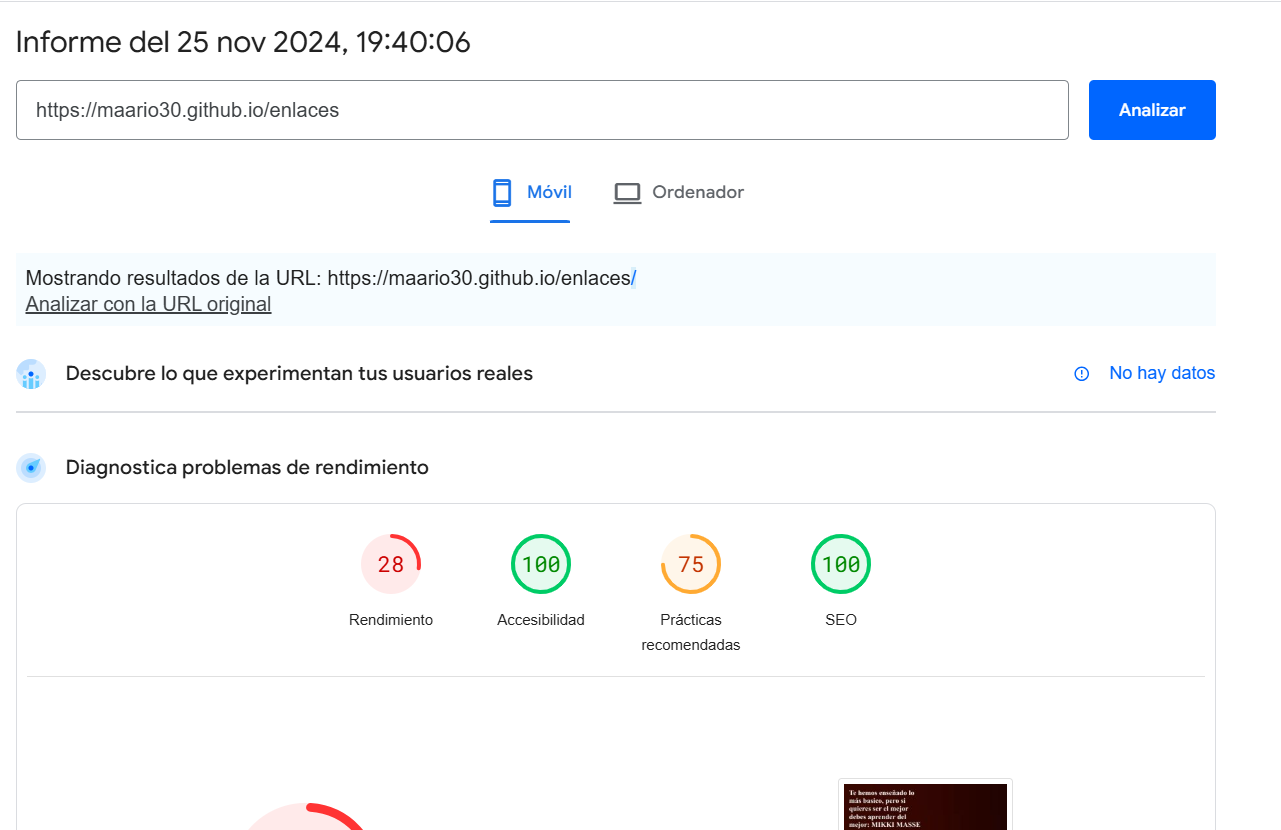 Informe del 25 nov 2024, 19:40:06
https://maario30.github.io/enlaces
Analizar
Móvil
Ordenador
Mostrando resultados de la URL: https://maario30.github.io/enlaces/
Analizar con la URL original
Descubre lo que experimentan tus usuarios reales
No hay datos
Diagnostica problemas de rendimiento
28
100
75
100
Rendimiento
Accesibilidad
Prácticas
recomendadas
SEO
Te hemos enseñado lo
más basico, pero si
quieres ser el mejor
debes aprender del
mejor: MIKKI MASSE